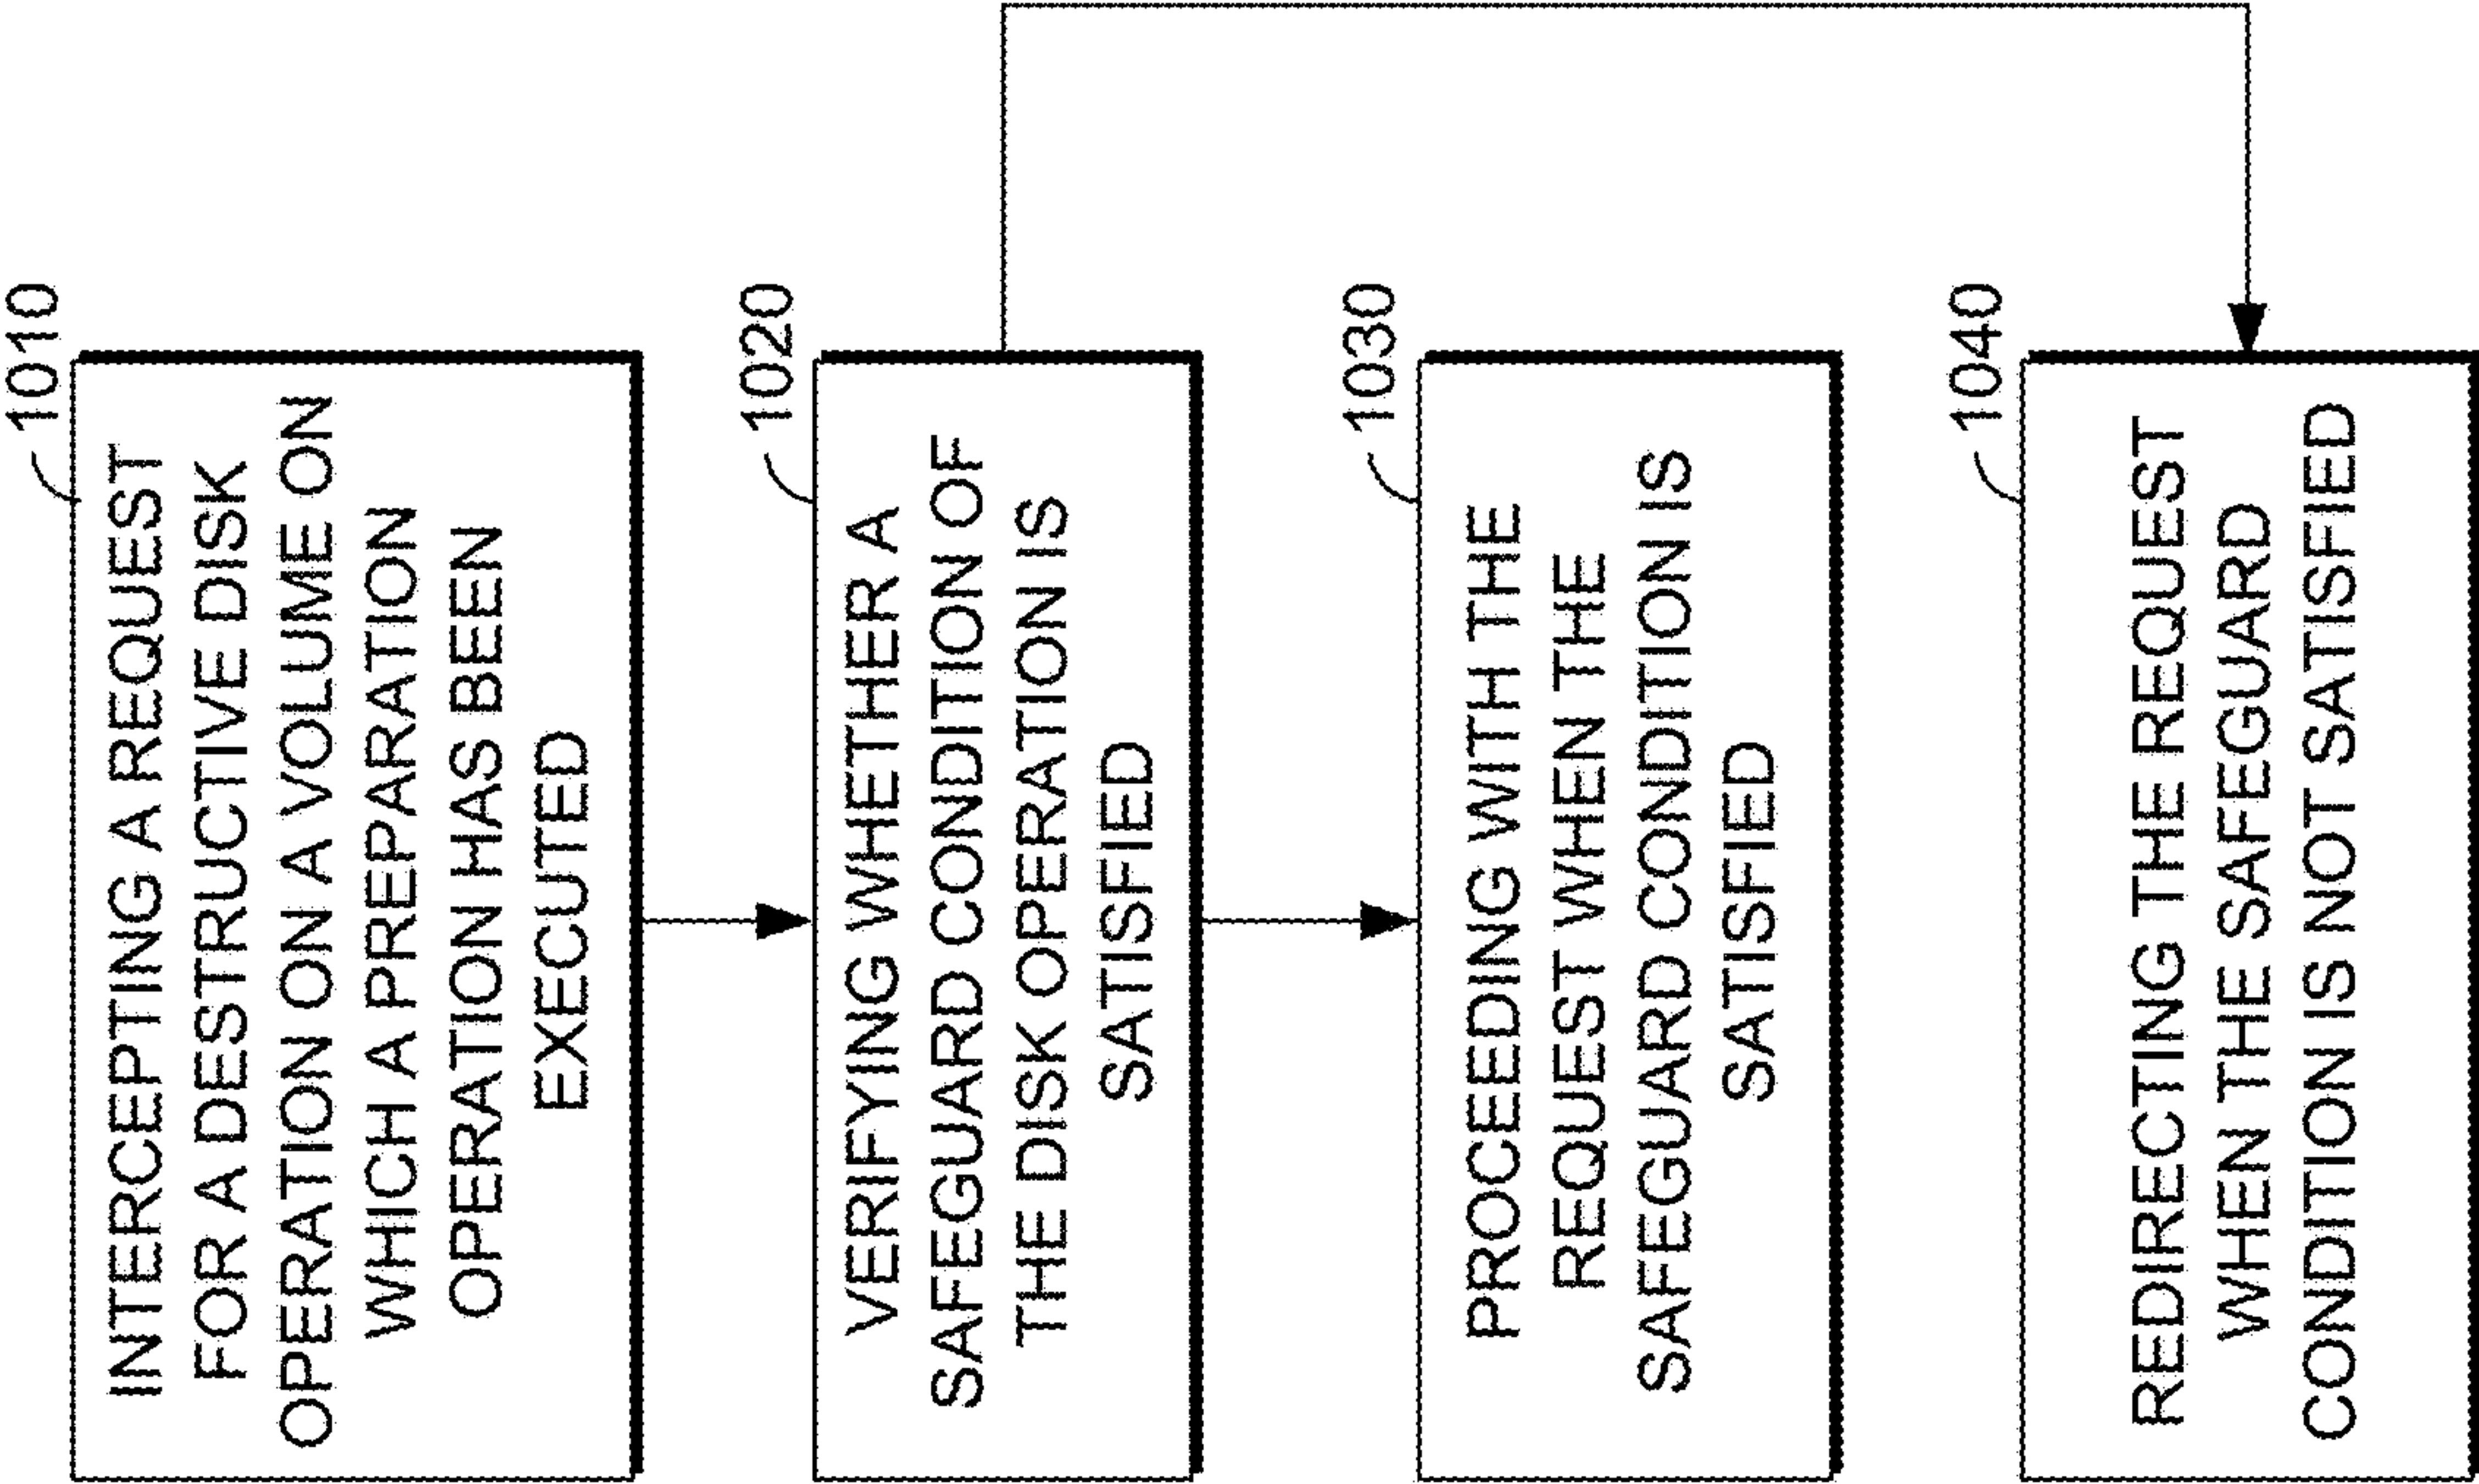 1010
INTERCEPTING A REQUEST
FOR A DESTRUCTIVE DISK
OPERATION ON A VOLUME ON
WHICH A PREPARATION
OPERATION HAS BEEN
EXECUTED
1020
VERIFYING WHETHER A
SAFEGUARD CONDITION OF
THE DISK OPERATION IS
SATISFIED
1030
PROCEEDING WITH THE
REQUEST WHEN THE
SAFEGUARD CONDITION IS
SATISFIED
1040
REDIRECTING THE REQUEST
WHEN THE SAFEGUARD
CONDITION IS NOT SATISFIED